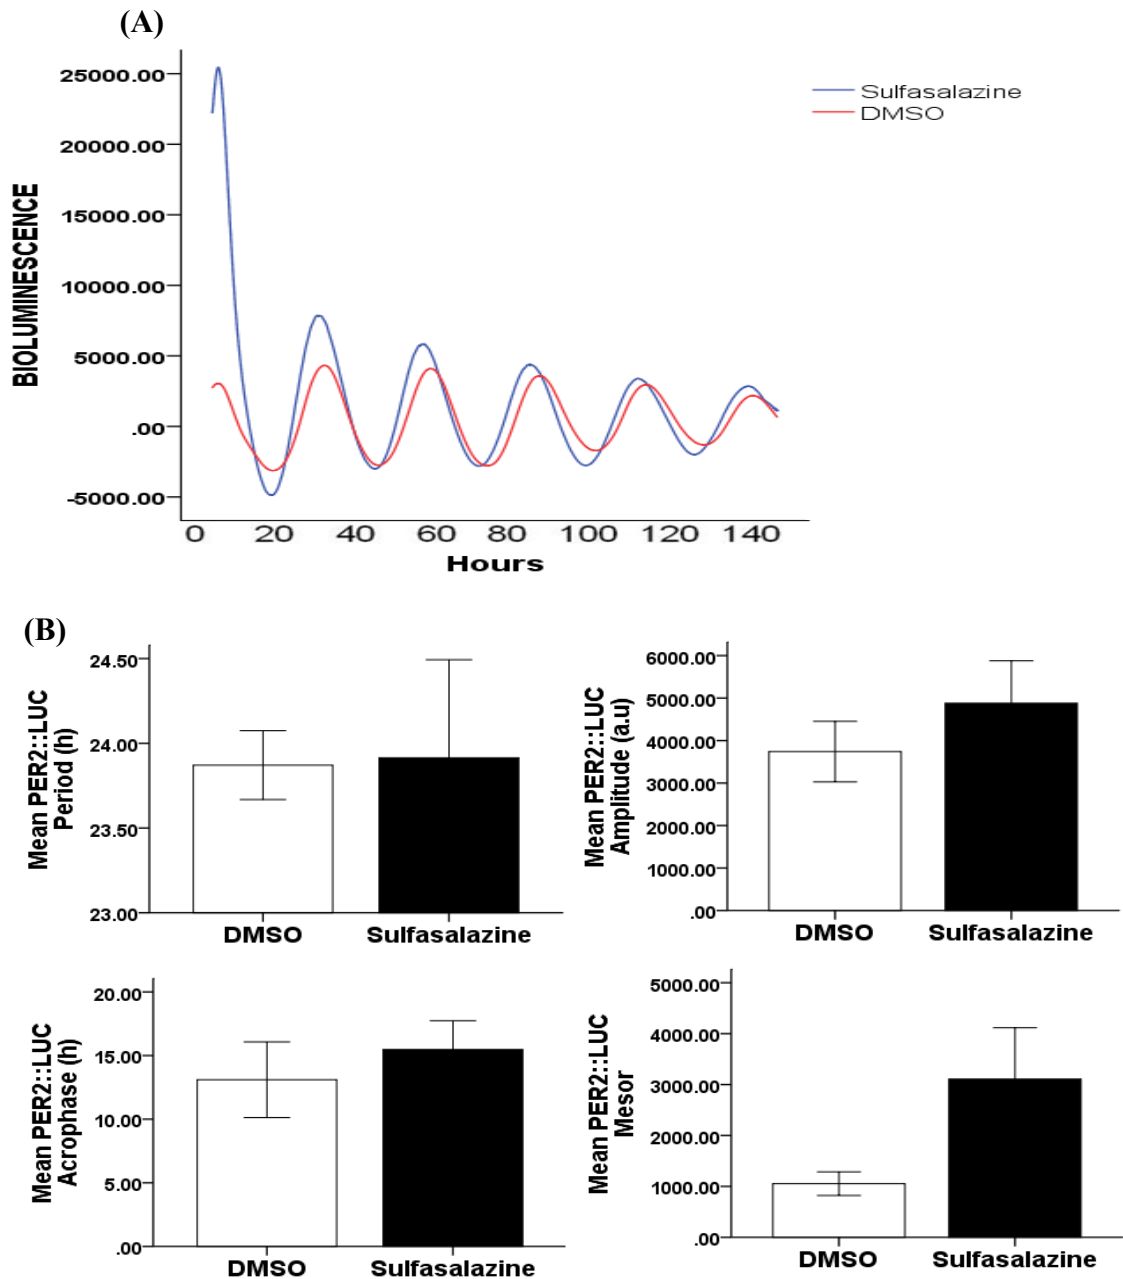 (A)
25000.00
20000.00
15000.00
10000.00
5000.00
.00
-5000.00
BIOLUMINESCENCE
0 20 40 60 80 100 120 140
Hours
Sulfasalazine
DMSO
(B)
Mean PER2::LUC
Period (h)
24.50
24.00
23.50
23.00
DMSO Sulfasalazine
Mean PER2::LUC
Amplitude (a.u)
6000.00
5000.00
4000.00
3000.00
2000.00
1000.00
.00
DMSO Sulfasalazine
Mean PER2::LUC
Acrophase (h)
20.00
15.00
10.00
5.00
.00
DMSO Sulfasalazine
Mean PER2::LUC
Mesor
5000.00
4000.00
3000.00
2000.00
1000.00
.00
DMSO Sulfasalazine